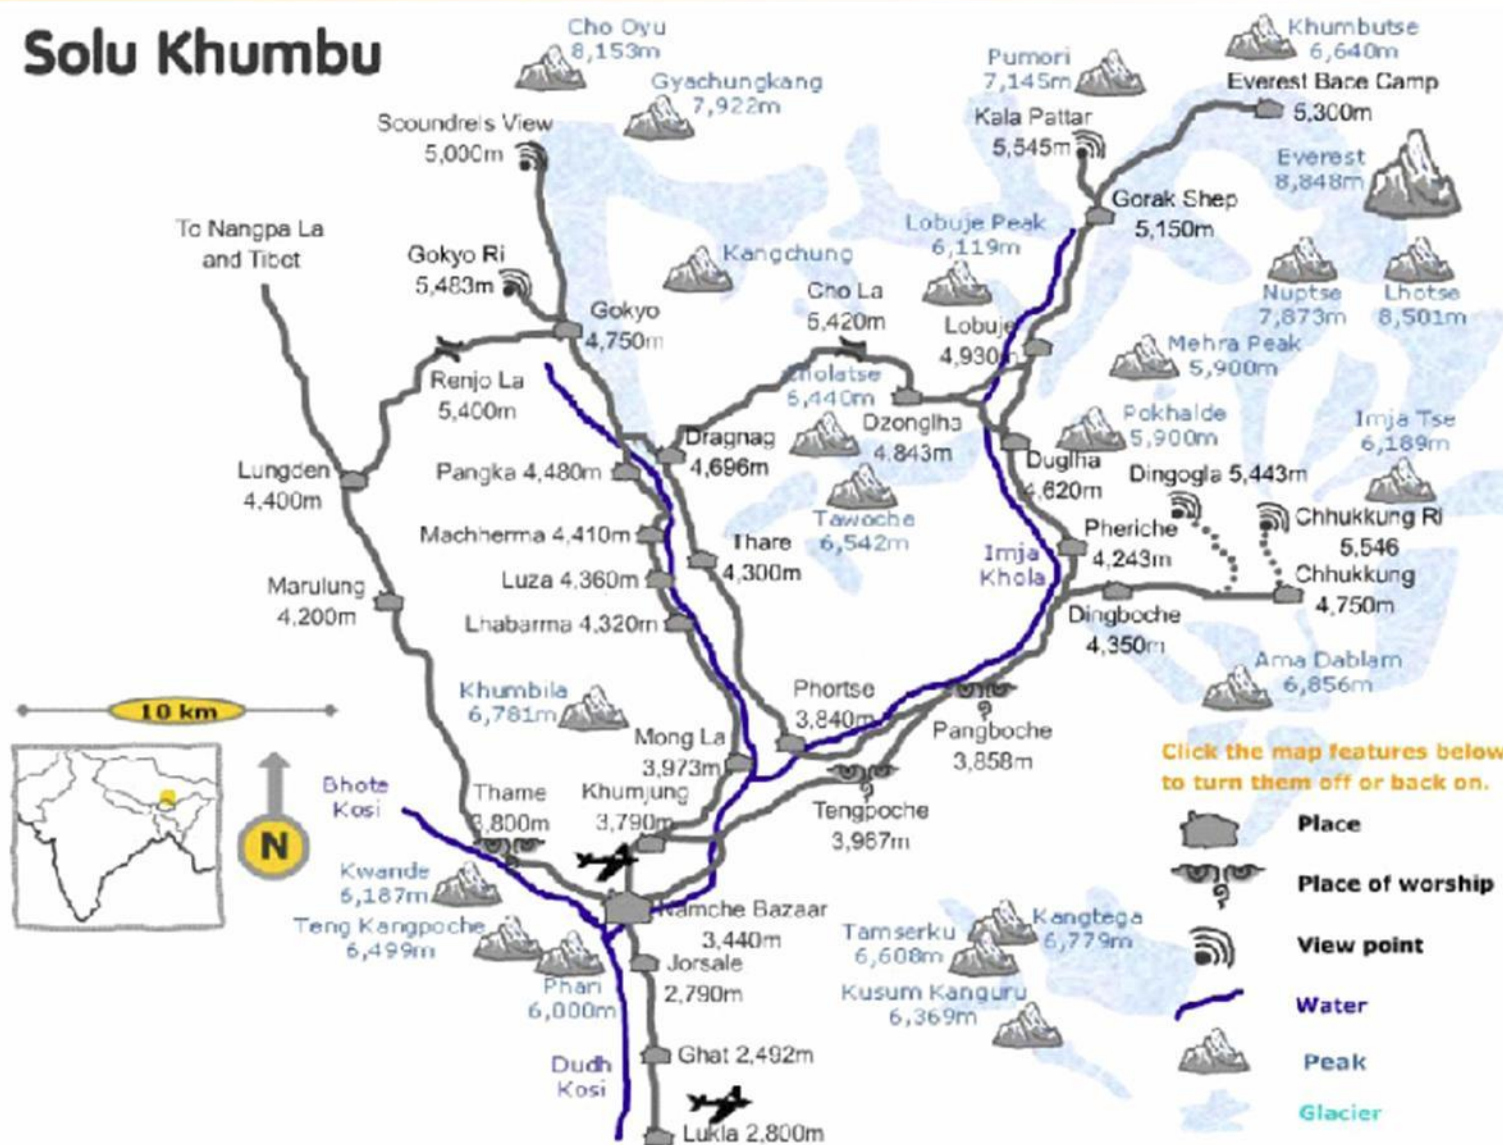 Solu Khumbu
Cho Oyu
8,153m
Gyachungkang
7,922m
Scoundrels View
5,000m
Pumori
7,145m
Khumbutse
6,640m
Everest Bace Camp
5,300m
Kala Pattar
5,545m
Everest
8,848m
Gorak Shep
5,150m
Lobuje Peak
6,119m
To Nangpa La
and Tibet
Gokyo Ri
5,483m
Kangchung
Nuptse
7,873m
Lhotse
8,501m
Gokyo
4,750m
Cho La
5,420m
Lobuje
4,930m
Mehra Peak
5,900m
Renjo La
5,400m
Cholatse
6,440m
Dzonglha
4.843m
Pokhalde
5,900m
Imja Tse
6,189m
Dragnag
4,696m
Lungden
4,400m
Pangka 4,480m
Duglha
4,620m
Dingogla 5,443m
Tawoche
6,542m
Chhukkung Ri
5,546
Machherma 4,410m
Thare
4,300m
Imja
Khola
Pheriche
4,243m
Chhukkung
4,750m
Luza 4,360m
Marulung
4,200m
Lhabarma 4,320m
Dingboche
4,350m
Ama Dablam
6,856m
Khumbila
6,781m
Phortse
3,840m
10 km
Mong La
3,973m
Pangboche
3,858m
Click the map features below
to turn them off or back on.
Bhote
Kosi
Thame
3,800m
Khumjung
3,790m
Tengpoche
3,967m
Place
N
Kwande
6,187m
Place of worship
Teng Kangpoche
6,499m
Namche Bazaar
3,440m
Tamserku
6,608m
Kangtega
6,779m
View point
Jorsale
2,790m
Phari
6,000m
Kusum Kanguru
6,369m
Water
Dudh
Kosi
Ghat 2,492m
Peak
Lukla 2,800m
Glacier